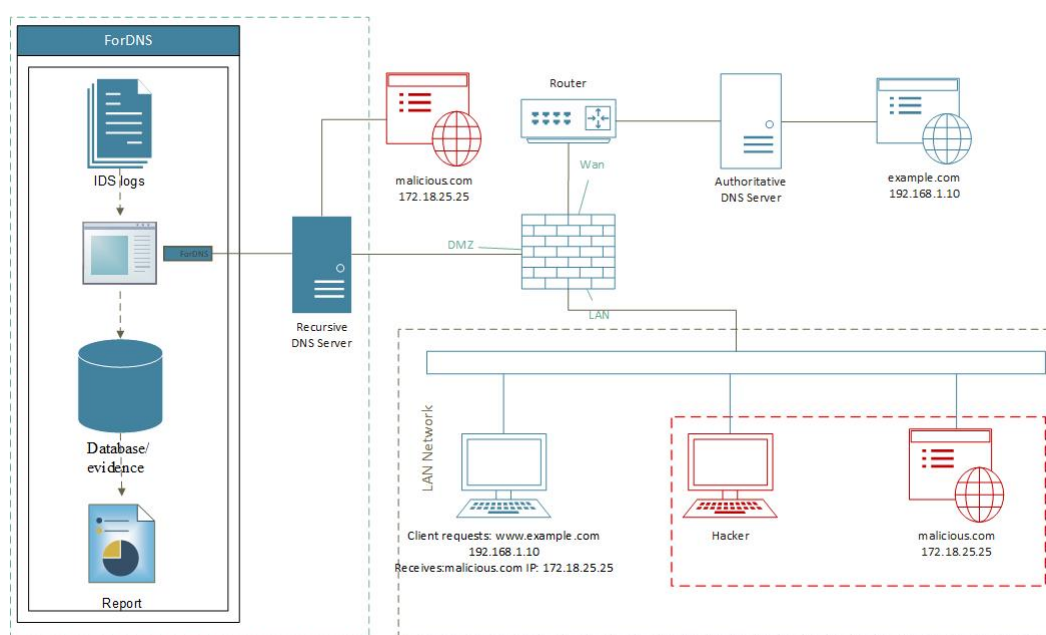 ForDNS
IDS logs
ForDNS
Database/
evidence
Report
Recursive
DNS Server
malicious.com
172.18.25.25
Router
Wan
DMZ
LAN
Authoritative
DNS Server
example.com
192.168.1.10
LAN Network
Client requests: www.example.com
192.168.1.10
Receives:malicious.com IP: 172.18.25.25
Hacker
malicious.com
172.18.25.25